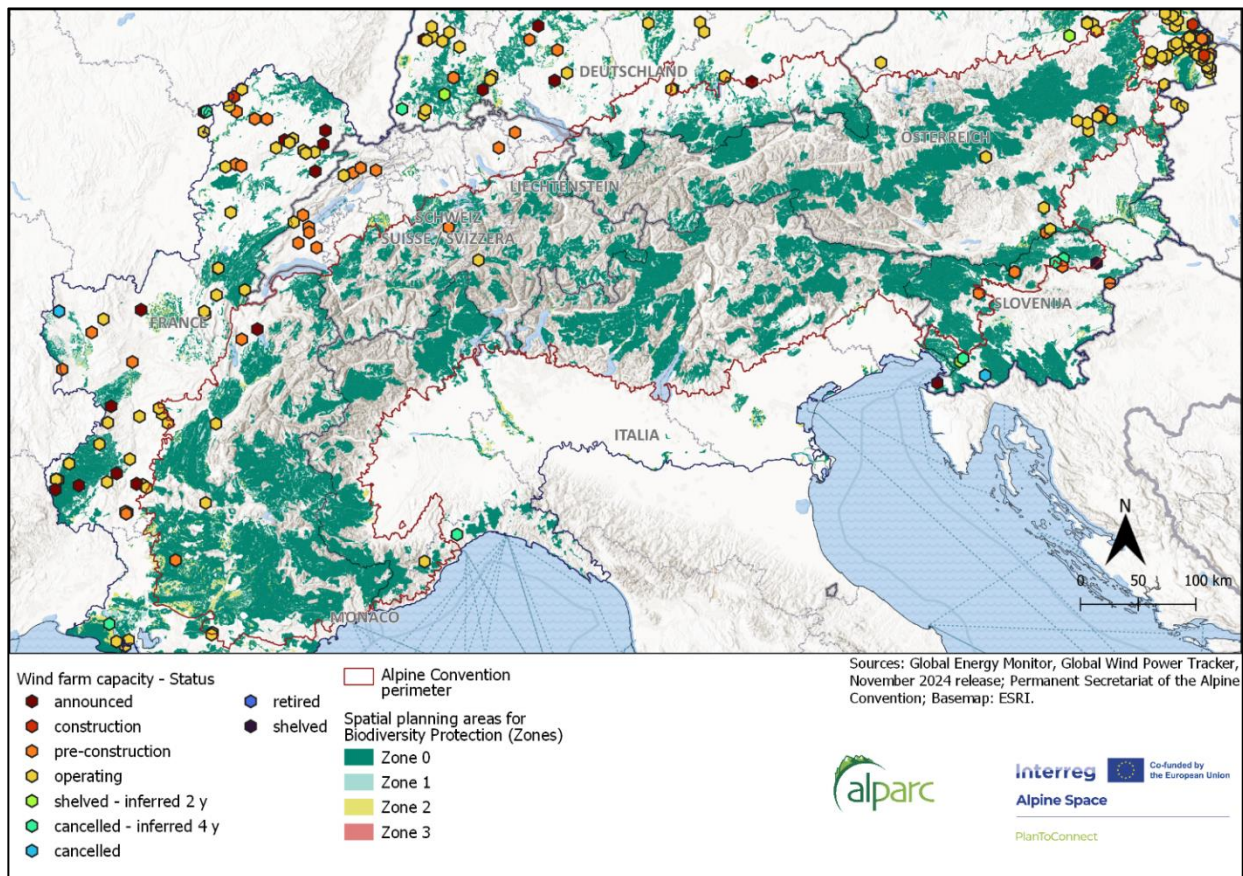 DEUTSCHLAND
ÖSTERREICH
LIECHTENSTEIN
SCHWEIZ
SUISSE / SVIZZERA
FRANCE
SLOVENIJA
ITALIA
MONACO
N
0 50 100 km
Wind farm capacity - Status
announced
construction
pre-construction
operating
shelved - inferred 2 y
cancelled - inferred 4 y
cancelled
retired
shelved
Alpine Convention
perimeter
Spatial planning areas for
Biodiversity Protection (Zones)
Zone 0
Zone 1
Zone 2
Zone 3
Sources: Global Energy Monitor, Global Wind Power Tracker,
November 2024 release; Permanent Secretariat of the Alpine
Convention; Basemap: ESRI.
alparc
Interreg
Co-funded by
the European Union
Alpine Space
PlanToConnect